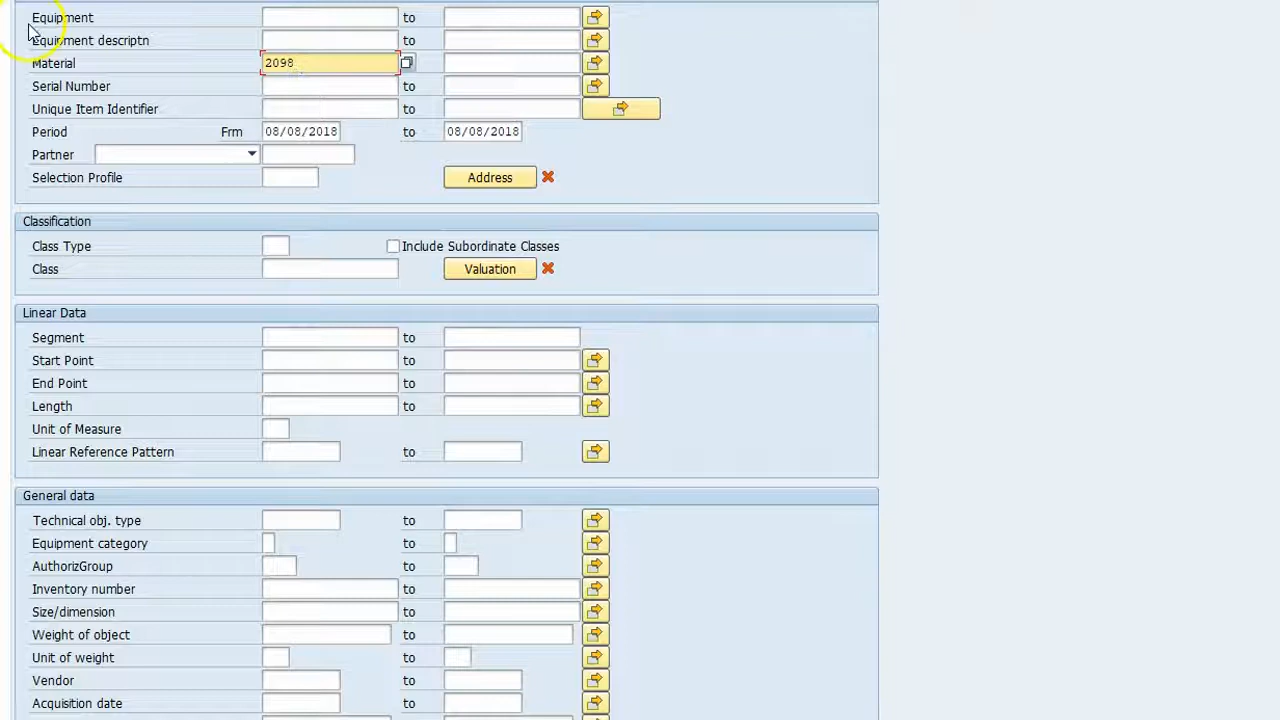 Equipment to
Equipment descriptn to
Material 2098
Serial Number to
Unique Item Identifier to
Period Frm 08/08/2018 to 08/08/2018
Partner
Selection Profile Address
Classification
Class Type Include Subordinate Classes
Class Valuation
Linear Data
Segment to
Start Point to
End Point to
Length to
Unit of Measure
Linear Reference Pattern to
General data
Technical obj. type to
Equipment category to
AuthorizGroup to
Inventory number to
Size/dimension to
Weight of object to
Unit of weight to
Vendor to
Acquisition date to